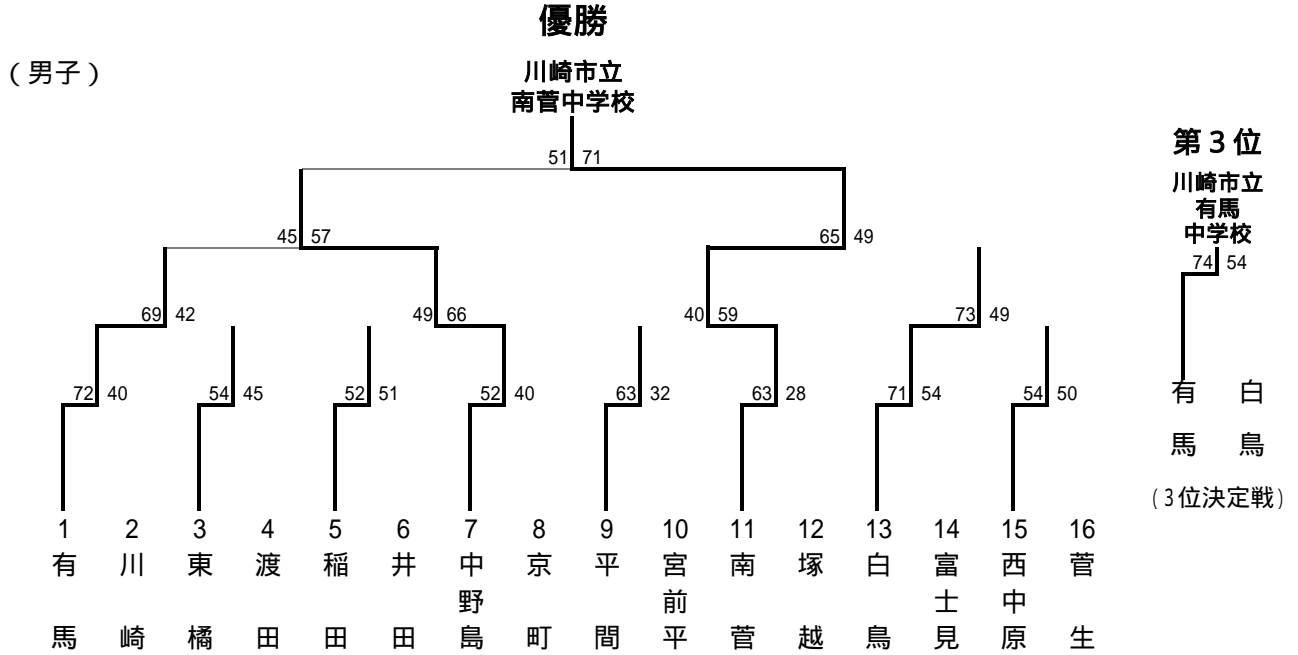 優勝
(男子)
川崎市立
南菅中学校
51 71
第3位
川崎市立
有馬
中学校
74 54
45 57
65 49
69 42
49 66
40 59
73 49
72 40
54 45
52 51
52 40
63 32
63 28
71 54
54 50
有馬
白鳥
(3位決定戦)
1 2 3 4 5 6 7 8 9 10 11 12 13 14 15 16
有馬
川崎
東橘
渡田
稲田
井田
中野島
京町
平間
宮前平
南菅
塚越
白鳥
富士見
西中原
菅生